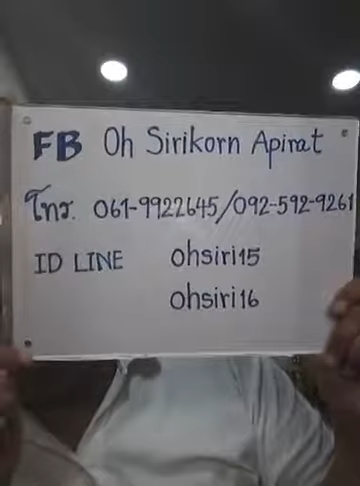 FB Oh Sirikorn Apirat
โทร. 061-9922645/092-592-9261
ID LINE ohsiri15
ohsiri16